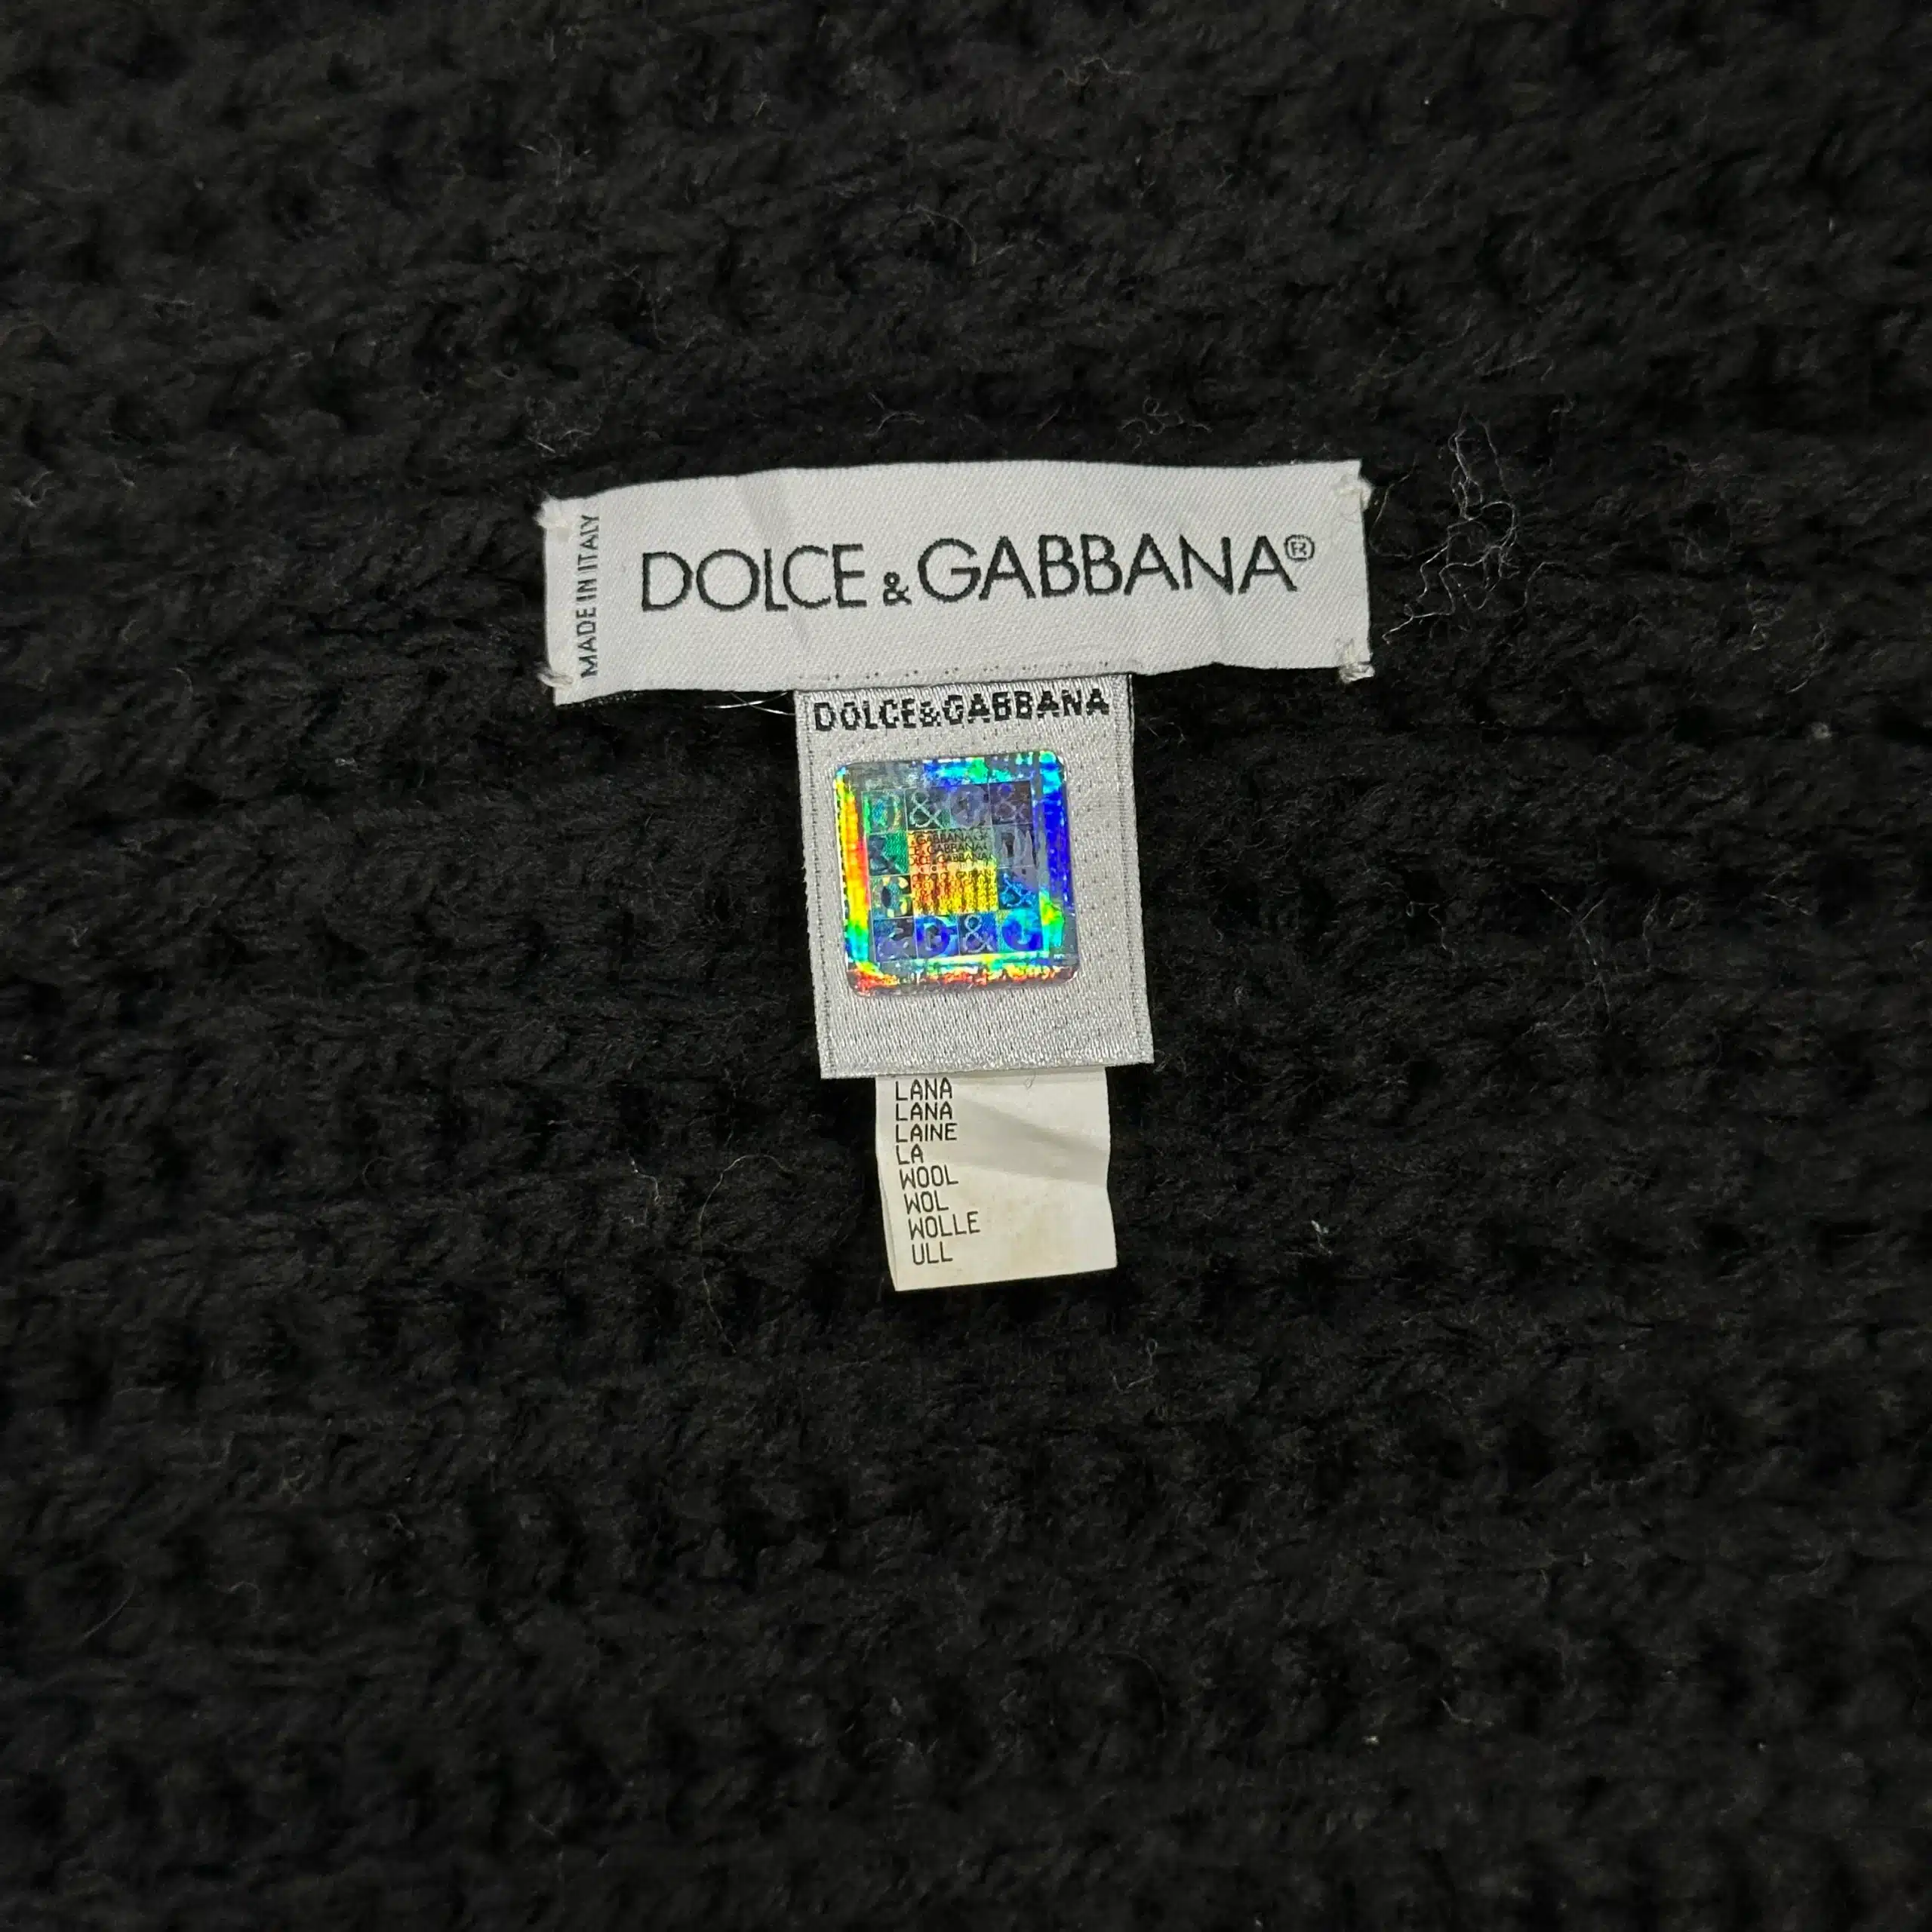 MADE IN ITALY
DOLCE & GABBANA®
DOLCE&GABBANA
D&G&
D&G
LANA
LANA
LAINE
LA
WOOL
WOL
WOLLE
ULL